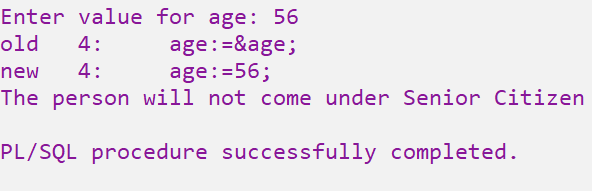 Enter value for age: 56
old   4:      age:=&age;
new   4:      age:=56;
The person will not come under Senior Citizen
PL/SQL procedure successfully completed.